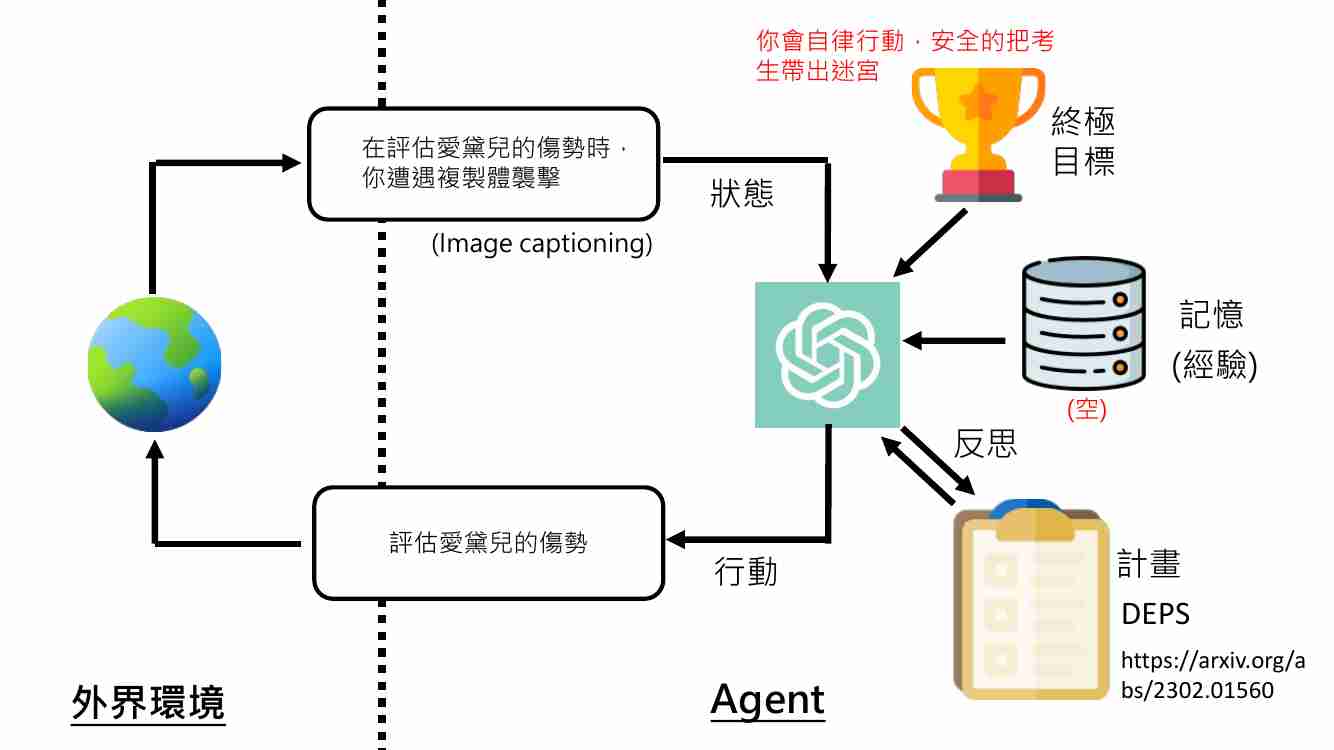 你會自律行動，安全的把考
生帶出迷宮
終極
目標
在評估愛黛兒的傷勢時，
你遭遇複製體襲擊
狀態
(Image captioning)
記憶
(經驗)
(空)
反思
評估愛黛兒的傷勢
行動
計畫
DEPS
https://arxiv.org/a
bs/2302.01560
外界環境
Agent